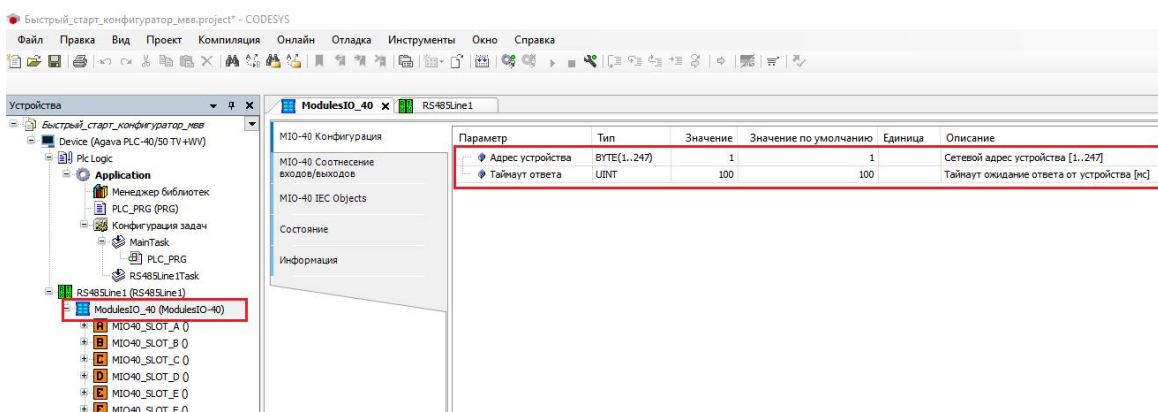 Быстрый_старт_конфигуратор_мвв.project* - CODESYS
Файл Правка Вид Проект Компиляция Онлайн Отладка Инструменты Окно Справка
Устройства
ModulesIO_40 RS485Line1
Быстрый_старт_конфигуратор_мвв
Device (Agava PLC-40/50 TV+WV)
Plc Logic
Application
Менеджер библиотек
PLC_PRG (PRG)
Конфигурация задач
MainTask
PLC_PRG
RS485Line1Task
RS485Line1 (RS485Line1)
ModulesIO_40 (ModulesIO-40)
A MIO40_SLOT_A ()
B MIO40_SLOT_B ()
C MIO40_SLOT_C ()
D MIO40_SLOT_D ()
E MIO40_SLOT_E ()
F MIO40_SLOT_F ()
MIO-40 Конфигурация
MIO-40 Соотнесение
входов/выходов
MIO-40 IEC Objects
Состояние
Информация
Параметр Тип Значение Значение по умолчанию Единица Описание
Адрес устройства BYTE(1..247) 1 1 Сетевой адрес устройства [1..247]
Таймаут ответа UINT 100 100 Таймаут ожидание ответа от устройства [мс]